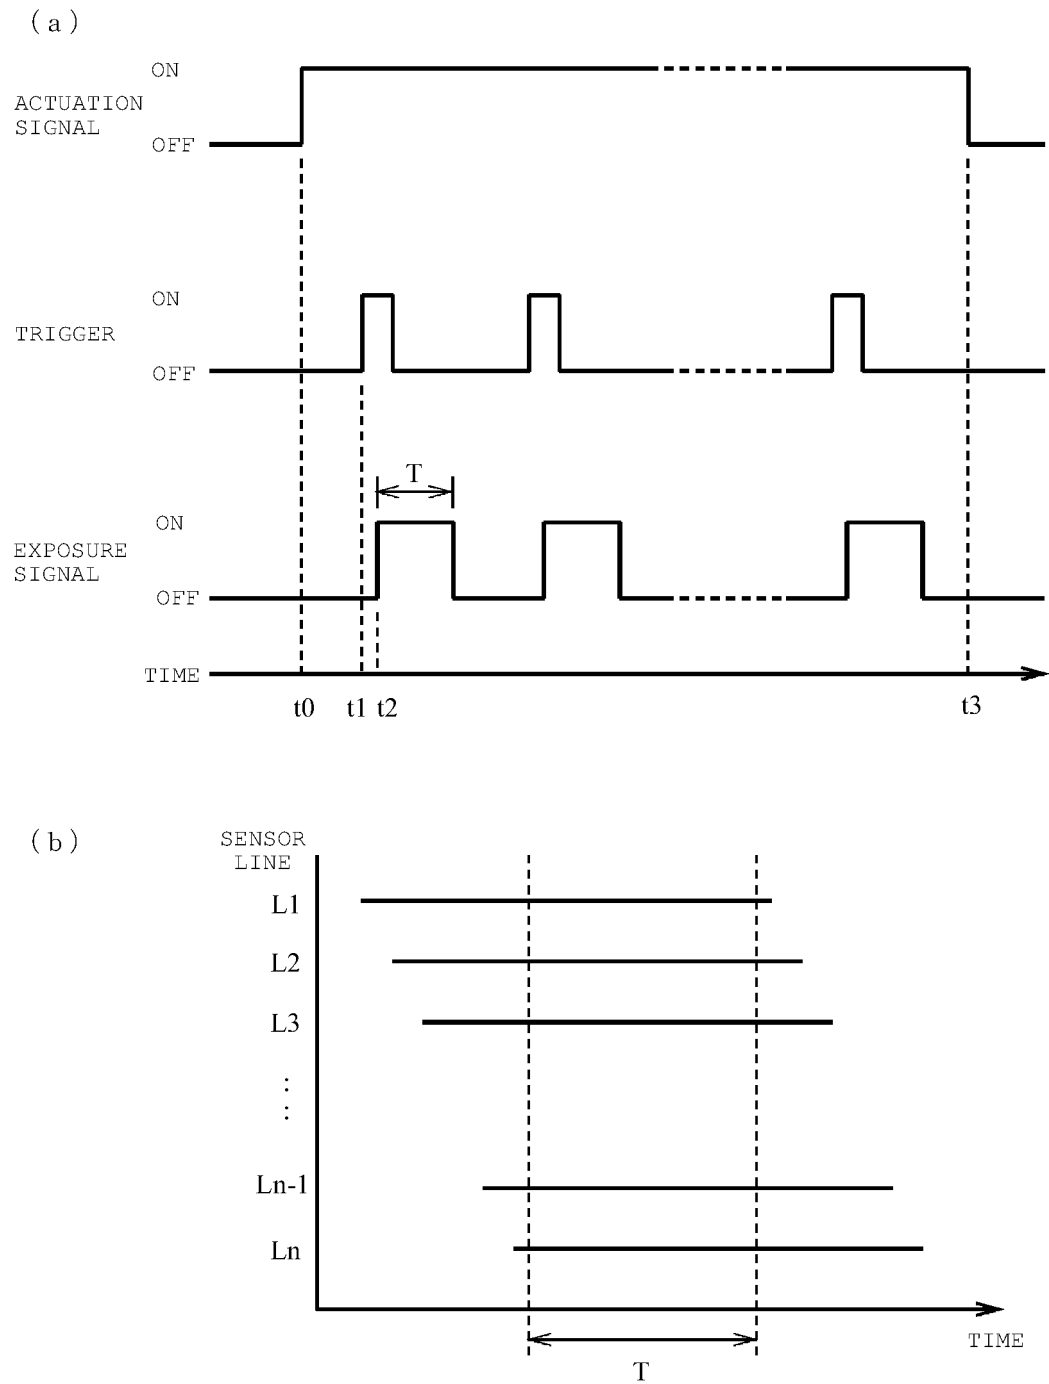 (a)
ON
ACTUATION
SIGNAL
OFF
ON
TRIGGER
OFF
T
ON
EXPOSURE
SIGNAL
OFF
TIME
t0
t1
t2
t3
(b)
SENSOR
LINE
L1
L2
L3
⋮
Ln-1
Ln
TIME
T